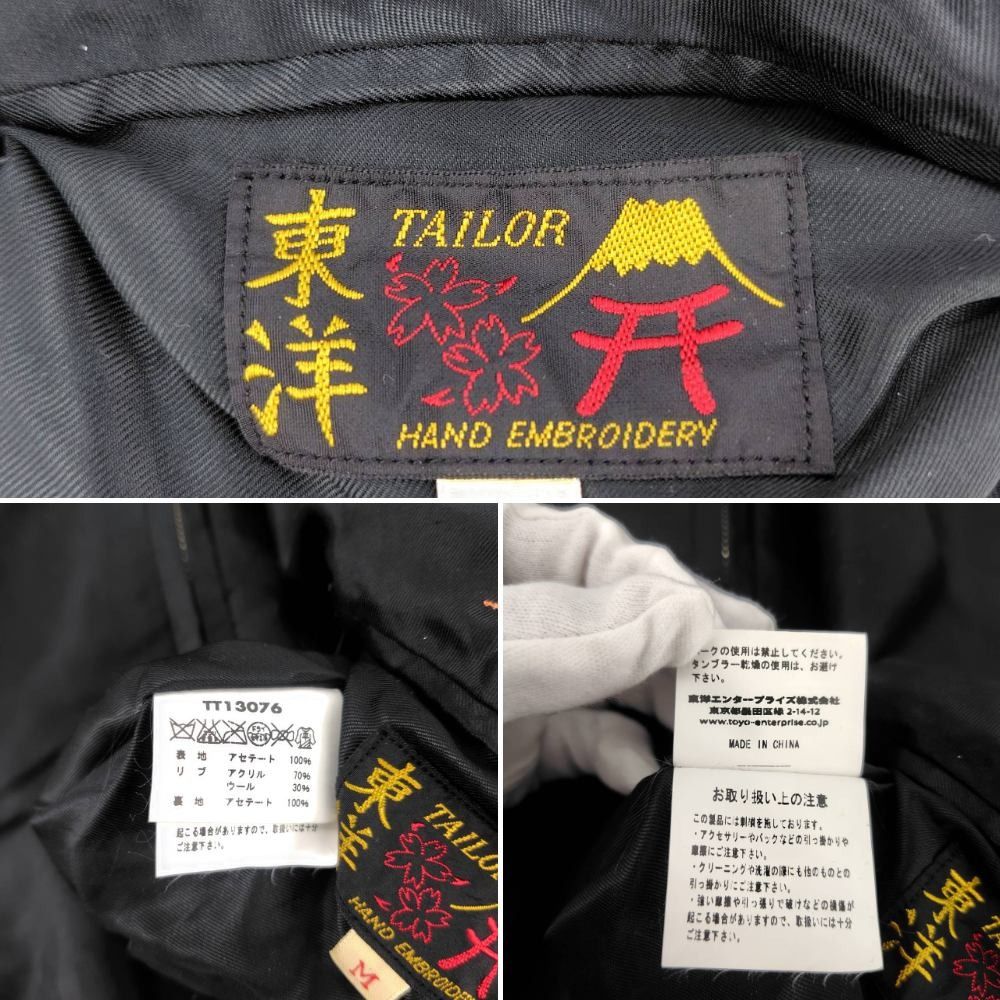 東洋
TAILOR
HAND EMBROIDERY
TT13076
ドライ
表 地 アセテート 100%
リ ブ アクリル 70%
ウール 30%
裏 地 アセテート 100%
起こる場合がありますので、取扱いには十分
ご注意下さい。
東洋
TAILOR
HAND EMBROIDERY
M
ークの使用は禁止してください。
タンブラー乾燥の使用は、お避け
下さい。
東洋エンタープライズ株式会社
東京都墨田区緑 2-14-12
www.toyo-enterprise.co.jp
MADE IN CHINA
お取り扱い上の注意
この製品には刺繍を施しております。
・アクセサリーやバックなどの引っ掛かりや
摩擦にご注意下さい。
・クリーニングや洗濯の際にも他のものとの
引っ掛かりにご注意下さい。
・強い摩擦や引っ張りで破けなどの損傷が
起こる場合がありますので、取扱いには十分
ご注意下さい。
東洋